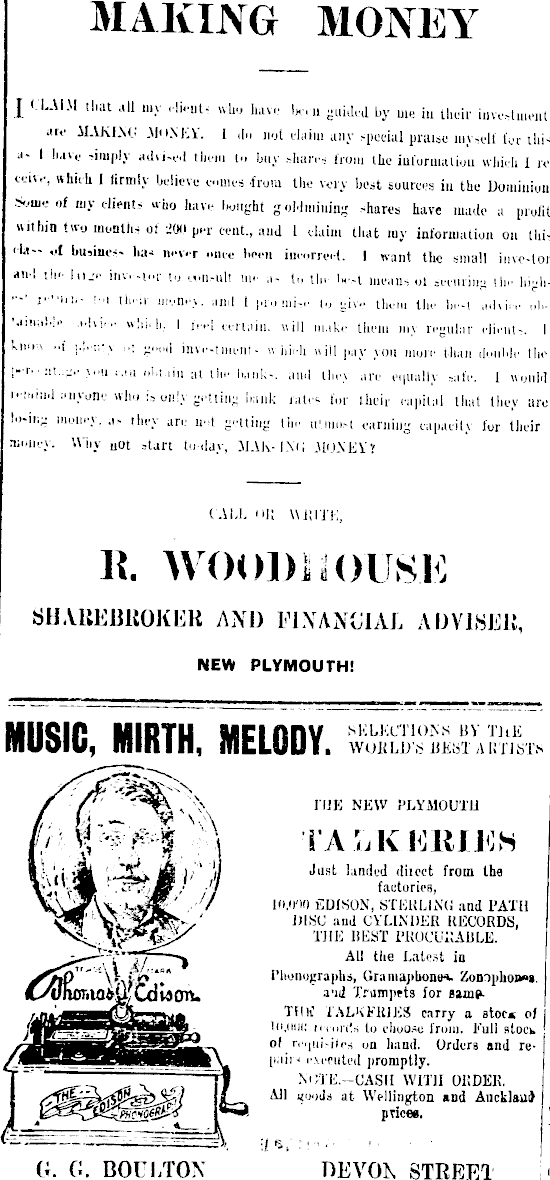 MAKING MONEY
I CLAIM that all my clients who have been guided by me in their investment
are MAKING MONEY. I do not claim any special praise myself for this
as I have simply advised them to buy shares from the information which I re
ceive, which I firmly believe comes from the very best sources in the Dominion
Some of my clients who have bought goldmining shares have made a profit
within two months of 200 per cent., and I claim that my information on this
class of business has never once been incorrect. I want the small investor
and the large investor to consult me as to the best means of securing the high-
est returns for their money, and I promise to give them the best advice ob-
tainable advice which, I feel certain, will make them my regular clients. I
know of plenty of good investments which will pay you more than double the
percentage you can obtain at the banks, and they are equally safe. I would
remind anyone who is only getting bank rates for their capital that they are
losing money, as they are not getting the utmost earning capacity for their
money. Why not start to-day, MAK-ING MONEY?
CALL OR WRITE,
R. WOODHOUSE
SHAREBROKER AND FINANCIAL ADVISER,
NEW PLYMOUTH!
MUSIC, MIRTH, MELODY.
SELECTIONS BY THE
WORLD'S BEST ARTISTS
TRADE MARK
Thomas A Edison
THE
EDISON
PHONOGRAPH
THE NEW PLYMOUTH
TALKERIES
Just landed direct from the
factories,
10,000 EDISON, STERLING and PATH
DISC and CYLINDER RECORDS,
THE BEST PROCURABLE.
All the Latest in
Phonographs, Gramaphones, Zonophones,
and Trumpets for same.
THE TALKERIES carry a stock of
10,000 records to choose from. Full stock
of requisites on hand. Orders and re-
pairs executed promptly.
NOTE.—CASH WITH ORDER.
All goods at Wellington and Auckland
prices.
G. G. BOULTON
DEVON STREET